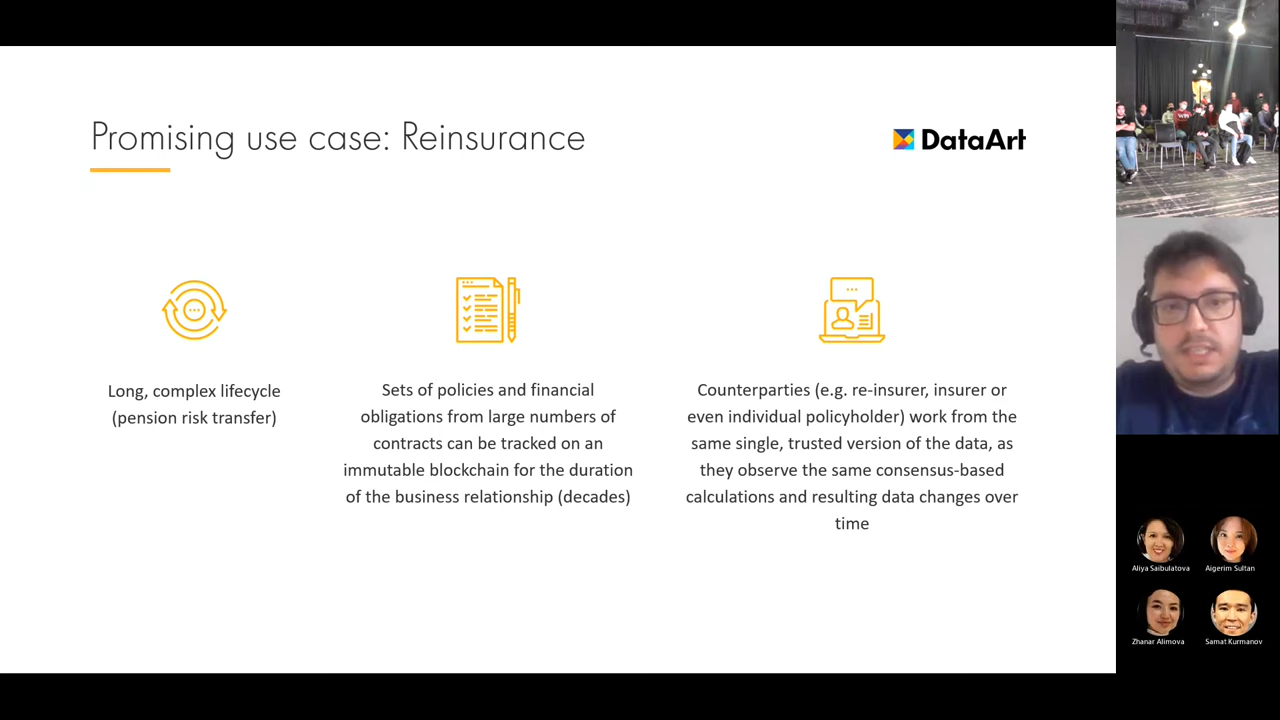 Promising use case: Reinsurance
DataArt
Long, complex lifecycle
(pension risk transfer)
Sets of policies and financial
obligations from large numbers of
contracts can be tracked on an
immutable blockchain for the duration
of the business relationship (decades)
Counterparties (e.g. re-insurer, insurer or
even individual policyholder) work from the
same single, trusted version of the data, as
they observe the same consensus-based
calculations and resulting data changes over
time
Aliya Saibulatova
Aigerim Sultan
Zhanar Alimova
Samat Kurmanov